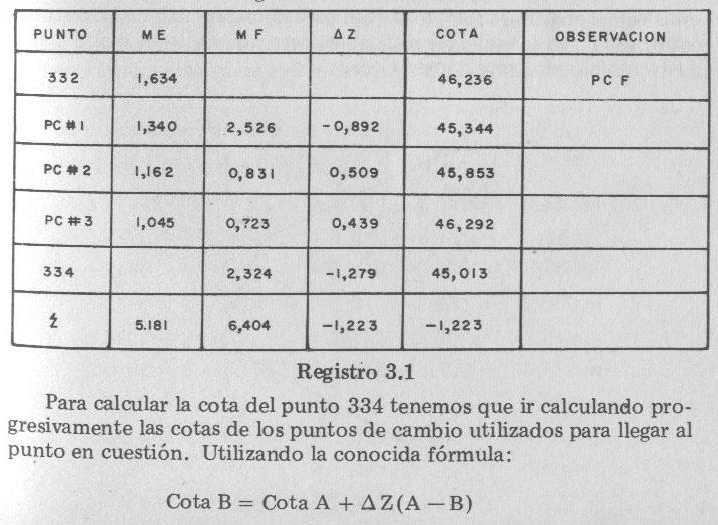 PUNTO ME MF ΔZ COTA OBSERVACION
332 1,634 46,236 PC F
PC #1 1,340 2,526 -0,892 45,344
PC #2 1,162 0,831 0,509 45,853
PC #3 1,045 0,723 0,439 46,292
334 2,324 -1,279 45,013
Σ 5.181 6,404 -1,223 -1,223
Registro 3.1
Para calcular la cota del punto 334 tenemos que ir calculando pro-
gresivamente las cotas de los puntos de cambio utilizados para llegar al
punto en cuestión. Utilizando la conocida fórmula:
Cota B = Cota A + ΔZ(A — B)